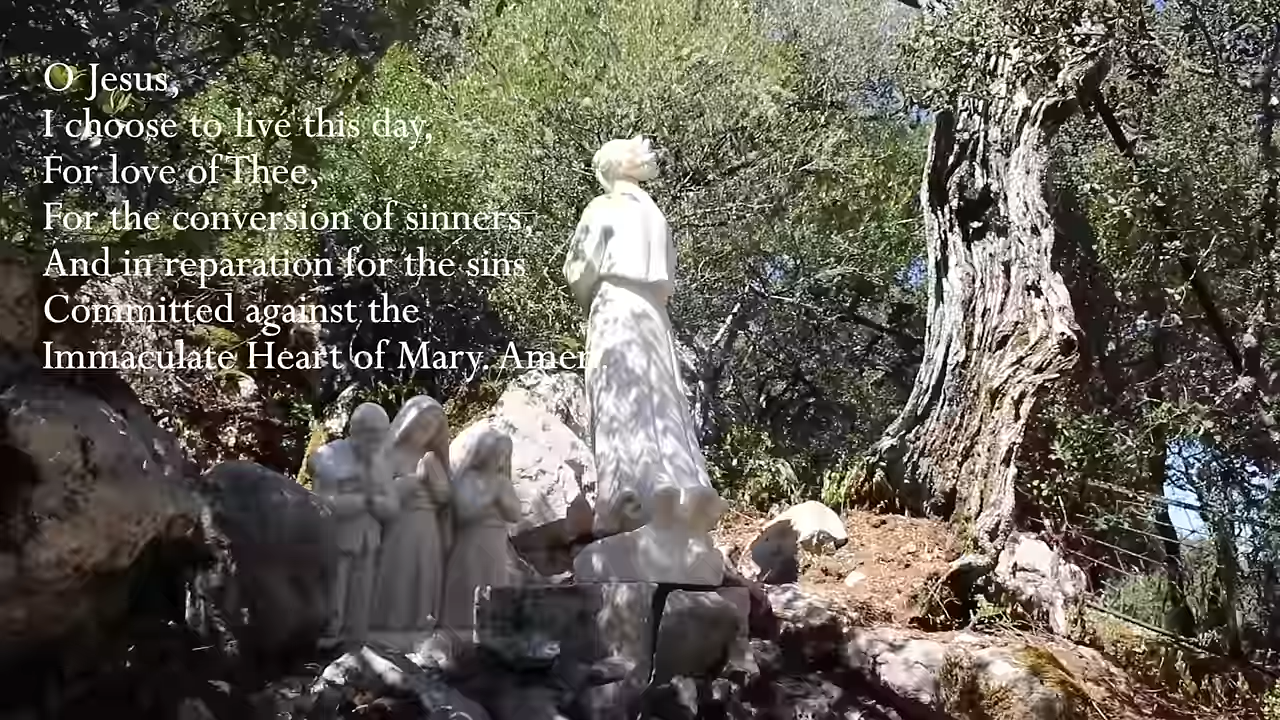 O Jesus,
I choose to live this day,
For love of Thee,
For the conversion of sinners,
And in reparation for the sins
Committed against the
Immaculate Heart of Mary. Amen.